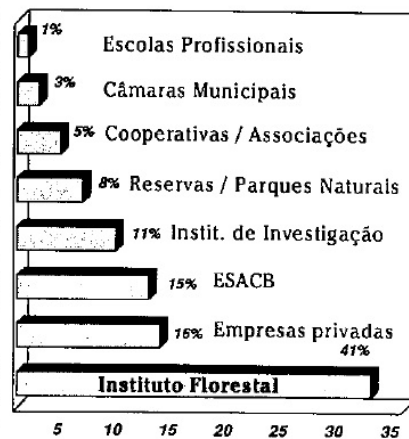 1%
Escolas Profissionais
3% Câmaras Municipais
5% Cooperativas / Associações
8% Reservas / Parques Naturais
11% Instit. de Investigação
15% ESACB
16% Empresas privadas
41%
Instituto Florestal
5 10 15 20 25 30 35